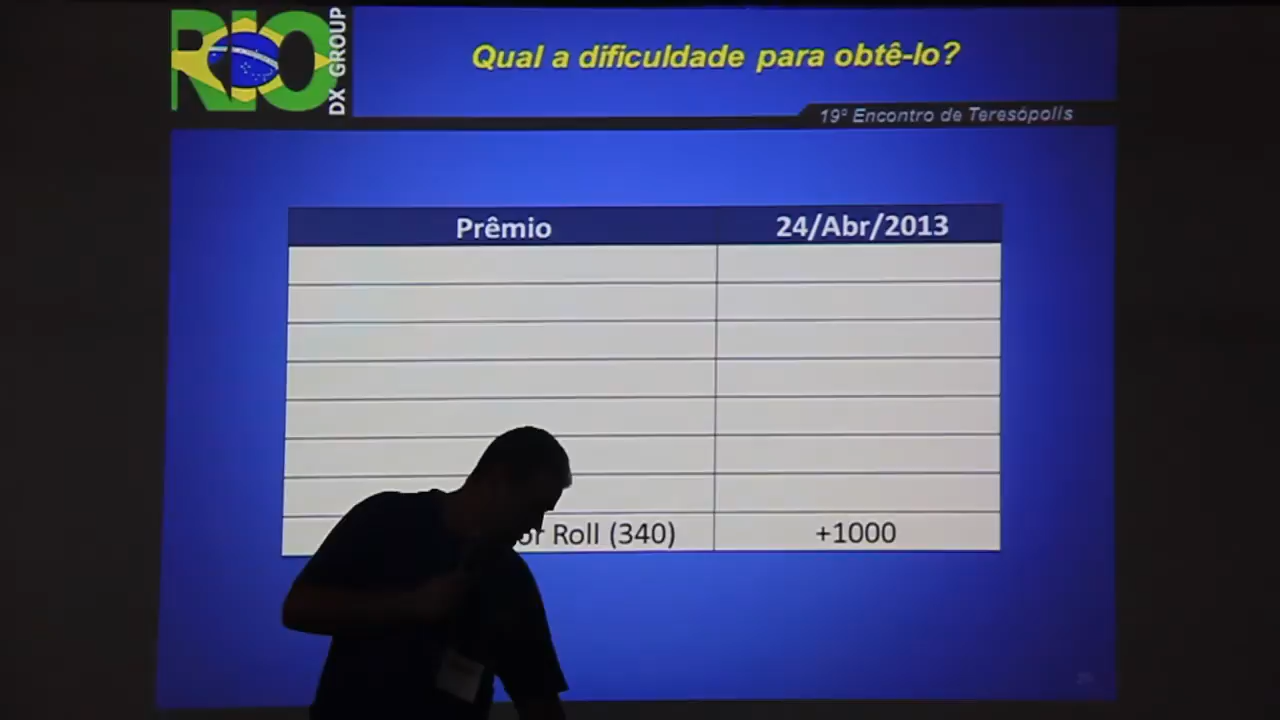 RIO
DX GROUP
Qual a dificuldade para obtê-lo?
19º Encontro de Teresópolis
Prêmio 24/Abr/2013
or Roll (340) +1000